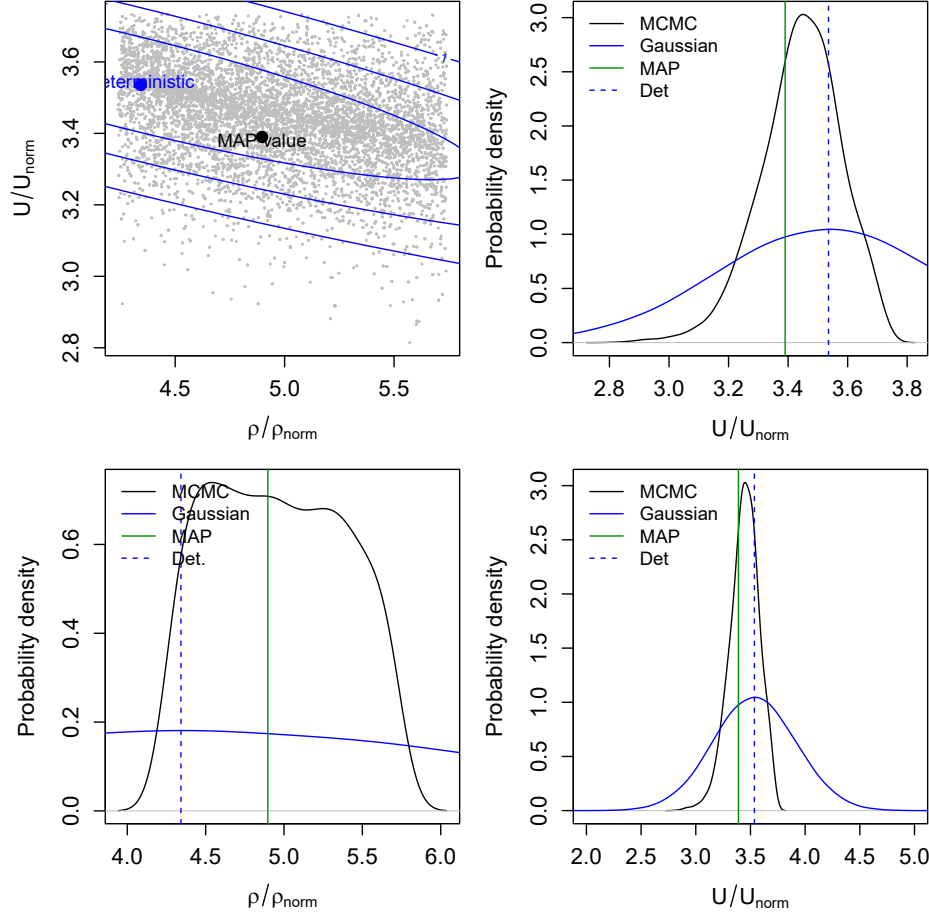 U/Unorm
3.6
3.4
3.2
3.0
2.8
eterministic
MAP value
4.5 5.0 5.5
ρ/ρnorm
Probability density
3.0
2.5
2.0
1.5
1.0
0.5
0.0
MCMC
Gaussian
MAP
Det
2.8 3.0 3.2 3.4 3.6 3.8
U/Unorm
Probability density
0.6
0.4
0.2
0.0
MCMC
Gaussian
MAP
Det.
4.0 4.5 5.0 5.5 6.0
ρ/ρnorm
Probability density
3.0
2.5
2.0
1.5
1.0
0.5
0.0
MCMC
Gaussian
MAP
Det
2.0 2.5 3.0 3.5 4.0 4.5 5.0
U/Unorm